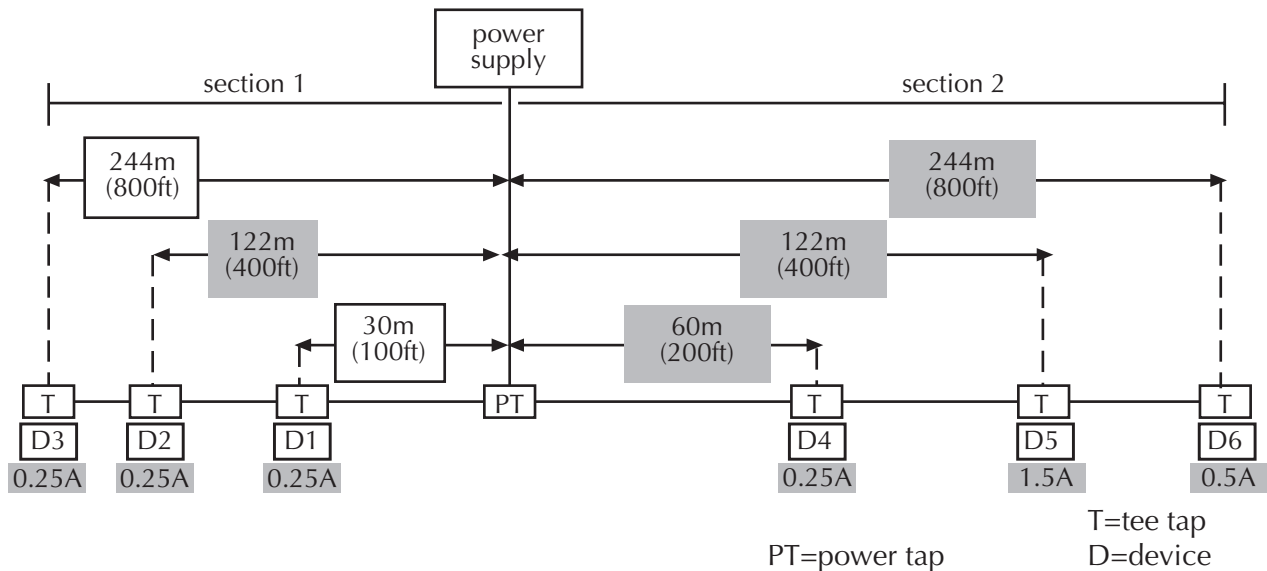 power
supply
section 1
section 2
244m
(800ft)
244m
(800ft)
122m
(400ft)
122m
(400ft)
30m
(100ft)
60m
(200ft)
T
T
T
PT
T
T
T
D3
D2
D1
D4
D5
D6
0.25A
0.25A
0.25A
0.25A
1.5A
0.5A
T=tee tap
PT=power tap
D=device